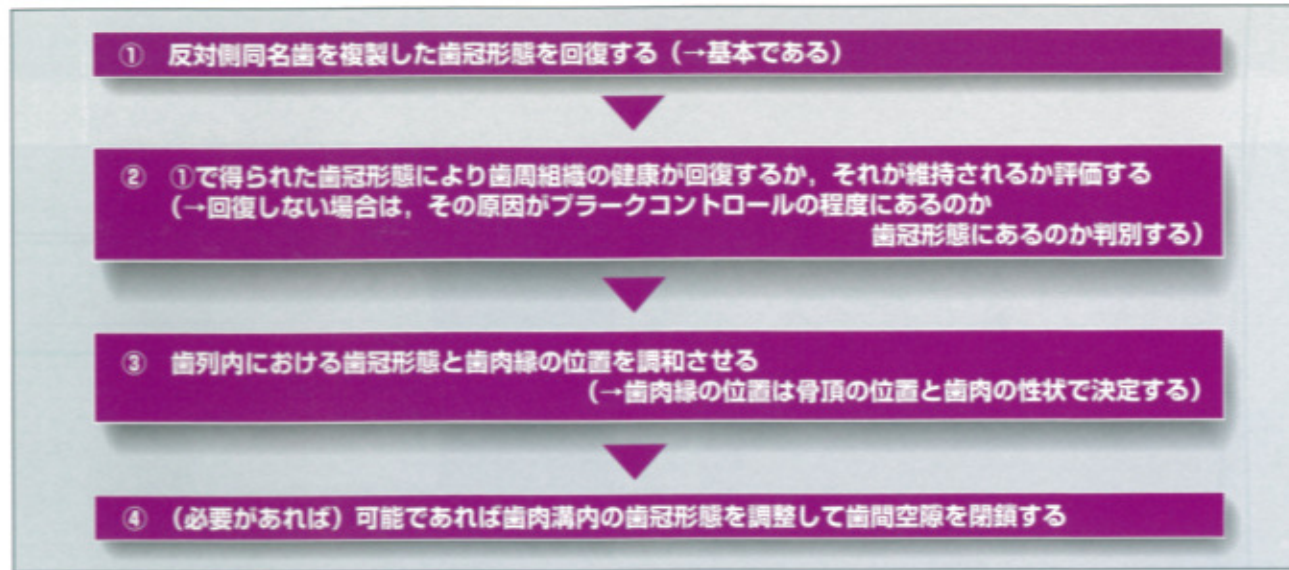 ① 反対側同名歯を複製した歯冠形態を回復する（→基本である）
② ①で得られた歯冠形態により歯周組織の健康が回復するか，それが維持されるか評価する
（→回復しない場合は，その原因がプラークコントロールの程度にあるのか
歯冠形態にあるのか判別する）
③ 歯列内における歯冠形態と歯肉縁の位置を調和させる
（→歯肉縁の位置は骨頂の位置と歯肉の性状で決定する）
④ （必要があれば）可能であれば歯肉溝内の歯冠形態を調整して歯間空隙を閉鎖する